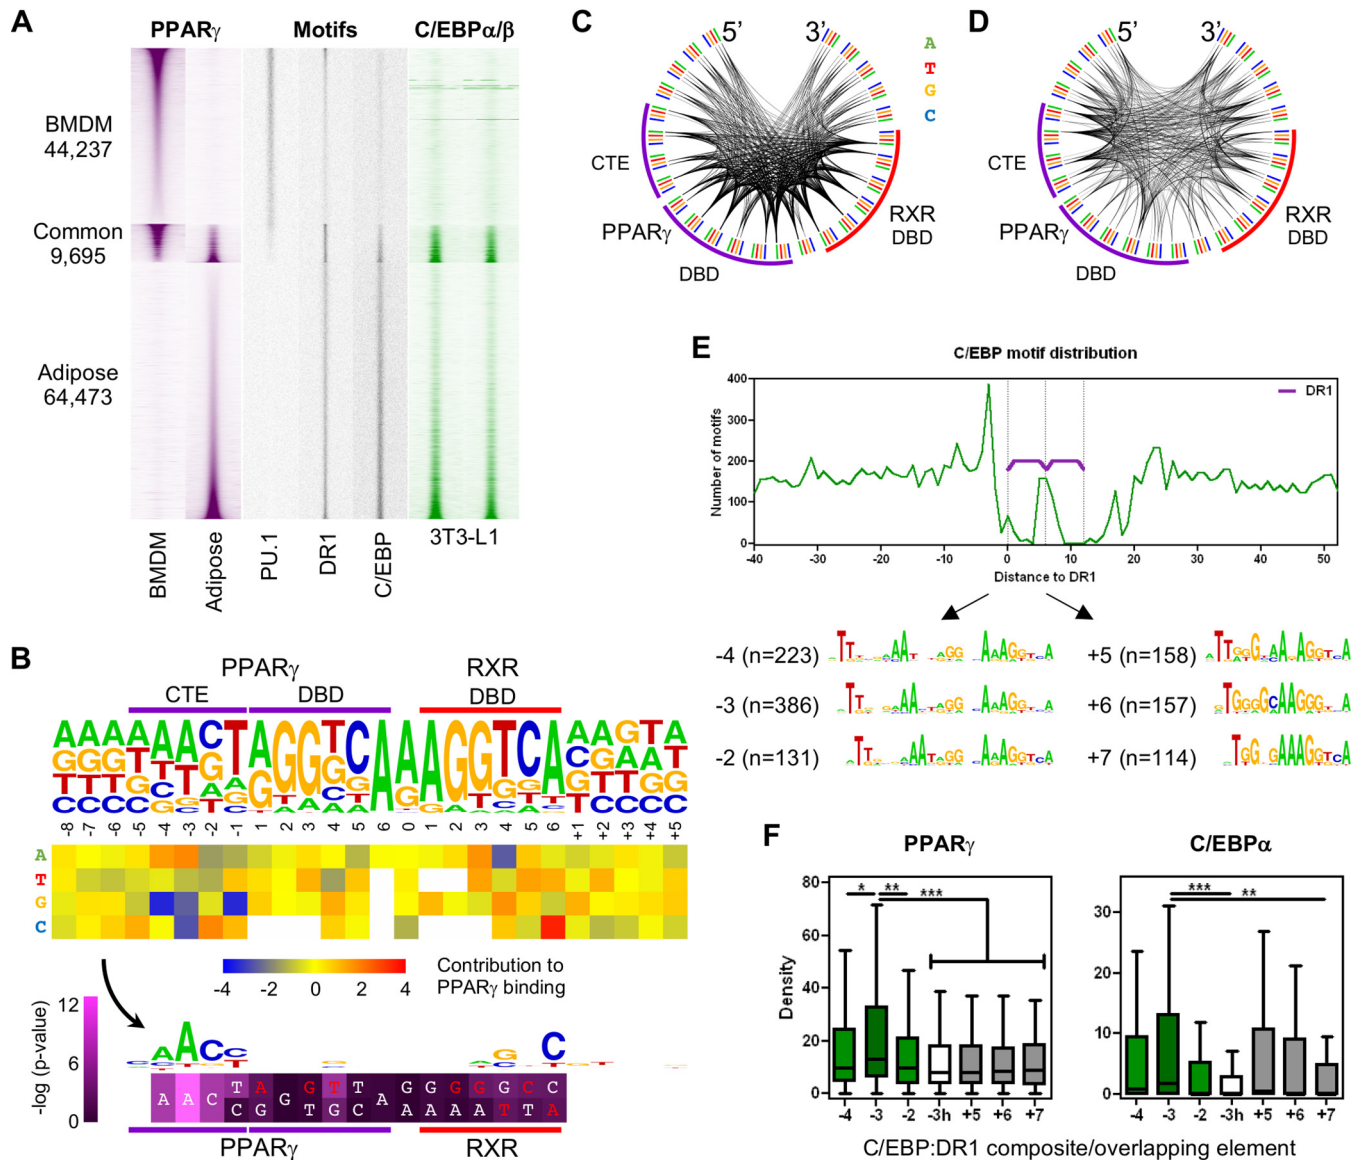 A
PPARγ
Motifs
C/EBPα/β
BMDM
44,237
Common
9,695
Adipose
64,473
BMDM
Adipose
PU.1
DR1
C/EBP
3T3-L1
C
5’
3’
A
T
G
C
CTE
PPARγ
DBD
RXR
DBD
D
5’
3’
CTE
PPARγ
DBD
RXR
DBD
E
C/EBP motif distribution
Number of motifs
400
300
200
100
0
DR1
-40
-30
-20
-10
0
10
20
30
40
50
Distance to DR1
-4 (n=223)
-3 (n=386)
-2 (n=131)
+5 (n=158)
+6 (n=157)
+7 (n=114)
B
PPARγ
RXR
CTE
DBD
DBD
-8 -7 -6 -5 -4 -3 -2 -1 1 2 3 4 5 6 0 1 2 3 4 5 6 +1 +2 +3 +4 +5
A
T
G
C
-4 -2 0 2 4
Contribution to
PPARγ binding
-log (p-value)
12
6
0
A A C T A G G T T A G G G G C C
C G G T G C A A A A T T A
PPARγ
RXR
F
PPARγ
C/EBPα
Density
80
60
40
20
0
* ** ***
-4 -3 -2 -3h +5 +6 +7
30
20
10
0
*** **
-4 -3 -2 -3h +5 +6 +7
C/EBP:DR1 composite/overlapping element